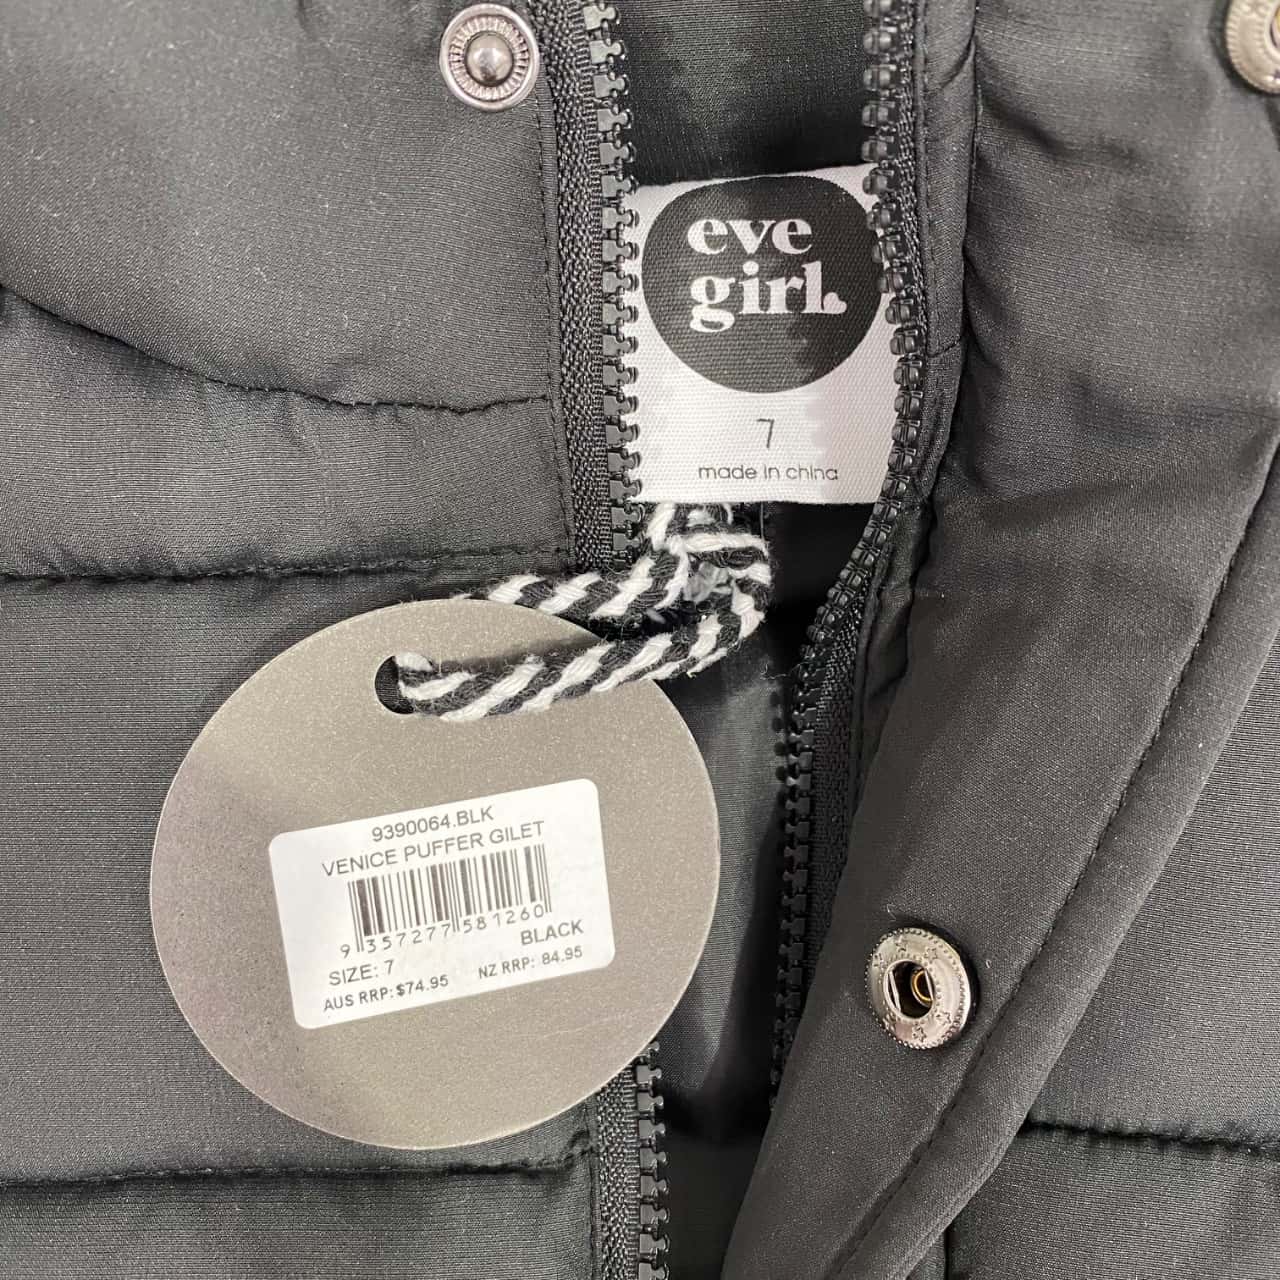 eve
girl.
7
made in china
9390064.BLK
VENICE PUFFER GILET
9 357277 581260
BLACK
SIZE: 7
AUS RRP: $74.95 NZ RRP: 84.95